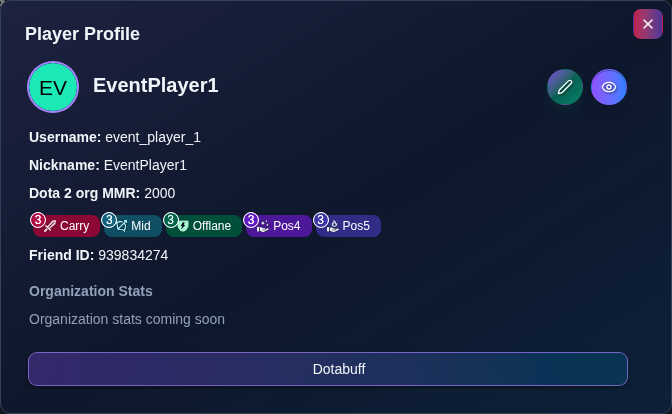 Player Profile
EV
EventPlayer1
Username: event_player_1
Nickname: EventPlayer1
Dota 2 org MMR: 2000
3 Carry 3 Mid 3 Offlane 3 Pos4 3 Pos5
Friend ID: 939834274
Organization Stats
Organization stats coming soon
Dotabuff